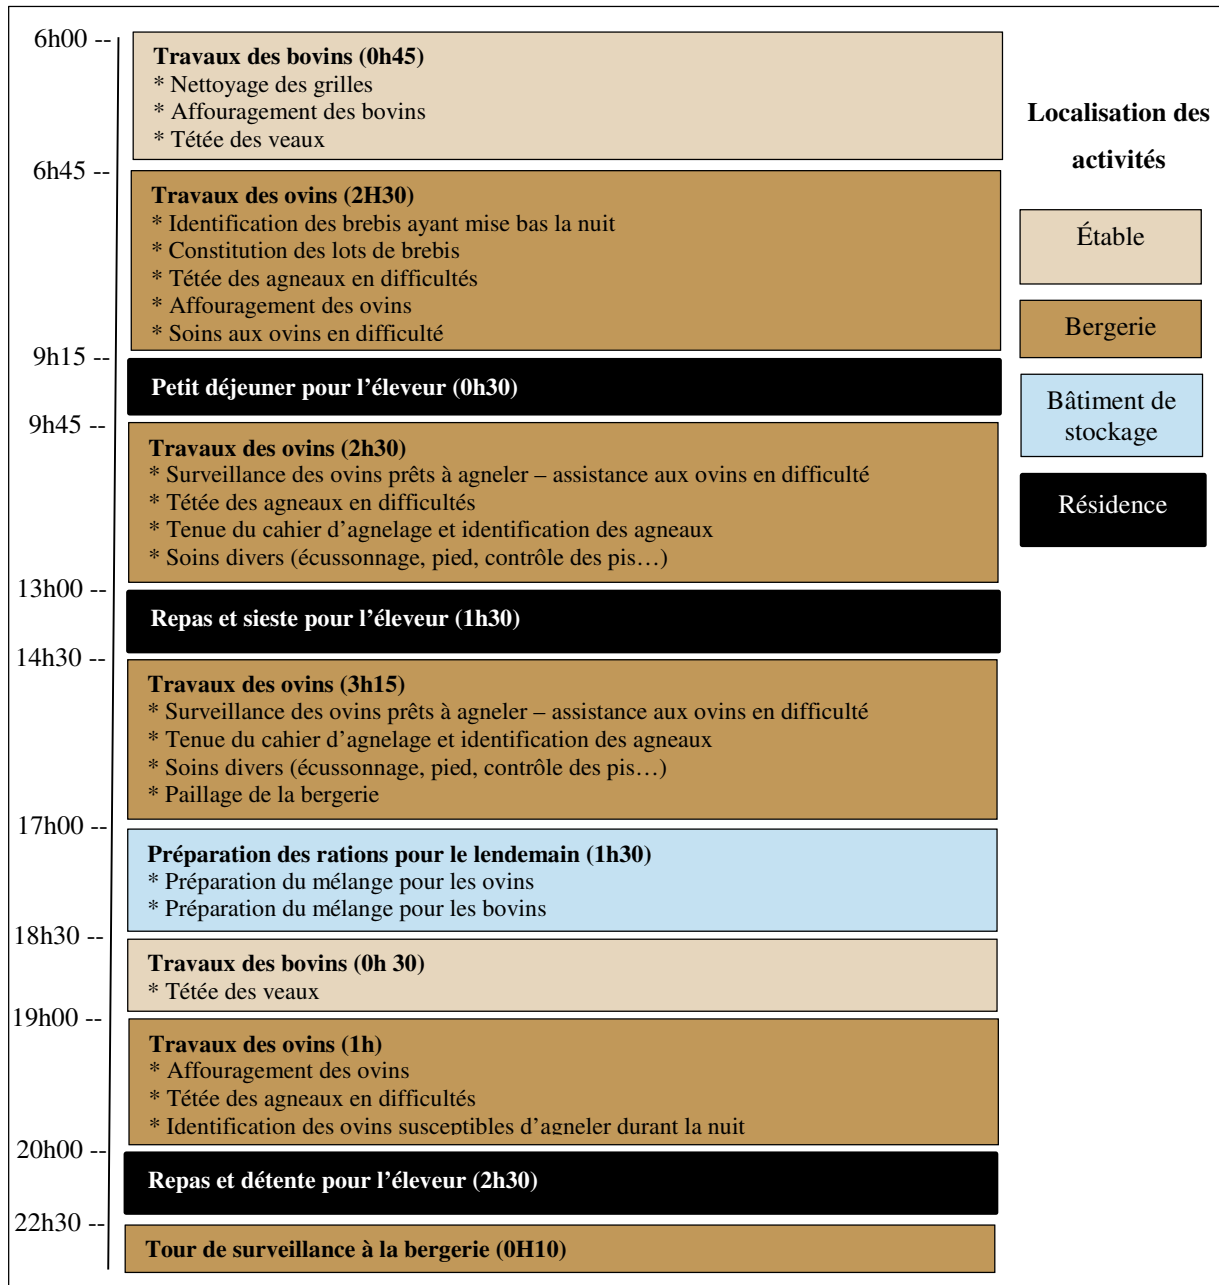 6h00 --
Travaux des bovins (0h45)
* Nettoyage des grilles
* Affouragement des bovins
* Tétée des veaux
6h45 --
Travaux des ovins (2H30)
* Identification des brebis ayant mise bas la nuit
* Constitution des lots de brebis
* Tétée des agneaux en difficultés
* Affouragement des ovins
* Soins aux ovins en difficulté
9h15 --
Petit déjeuner pour l’éleveur (0h30)
9h45 --
Travaux des ovins (2h30)
* Surveillance des ovins prêts à agneler – assistance aux ovins en difficulté
* Tétée des agneaux en difficultés
* Tenue du cahier d’agnelage et identification des agneaux
* Soins divers (écussonnage, pied, contrôle des pis…)
13h00 --
Repas et sieste pour l’éleveur (1h30)
14h30 --
Travaux des ovins (3h15)
* Surveillance des ovins prêts à agneler – assistance aux ovins en difficulté
* Tenue du cahier d’agnelage et identification des agneaux
* Soins divers (écussonnage, pied, contrôle des pis…)
* Paillage de la bergerie
17h00 --
Préparation des rations pour le lendemain (1h30)
* Préparation du mélange pour les ovins
* Préparation du mélange pour les bovins
18h30 --
Travaux des bovins (0h 30)
* Tétée des veaux
19h00 --
Travaux des ovins (1h)
* Affouragement des ovins
* Tétée des agneaux en difficultés
* Identification des ovins susceptibles d’agneler durant la nuit
20h00 --
Repas et détente pour l’éleveur (2h30)
22h30 --
Tour de surveillance à la bergerie (0H10)
Localisation des
activités
Étable
Bergerie
Bâtiment de
stockage
Résidence